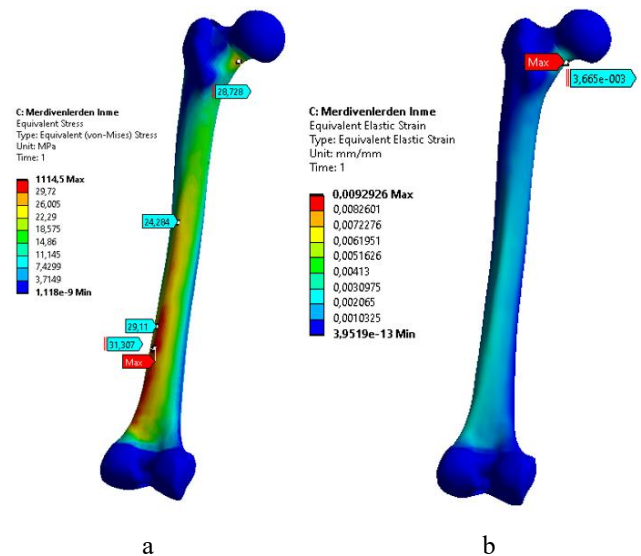 C: Merdivenlerden Inme
Equivalent Stress
Type: Equivalent (von-Mises) Stress
Unit: MPa
Time: 1
1114,5 Max
29,72
26,005
22,29
18,575
14,86
11,145
7,4299
3,7149
1,118e-9 Min
28,728
24,284
29,11
31,307
Max
a
C: Merdivenlerden Inme
Equivalent Elastic Strain
Type: Equivalent Elastic Strain
Unit: mm/mm
Time: 1
0,0092926 Max
0,0082601
0,0072276
0,0061951
0,0051626
0,00413
0,0030975
0,002065
0,0010325
3,9519e-13 Min
Max
3,665e-003
b